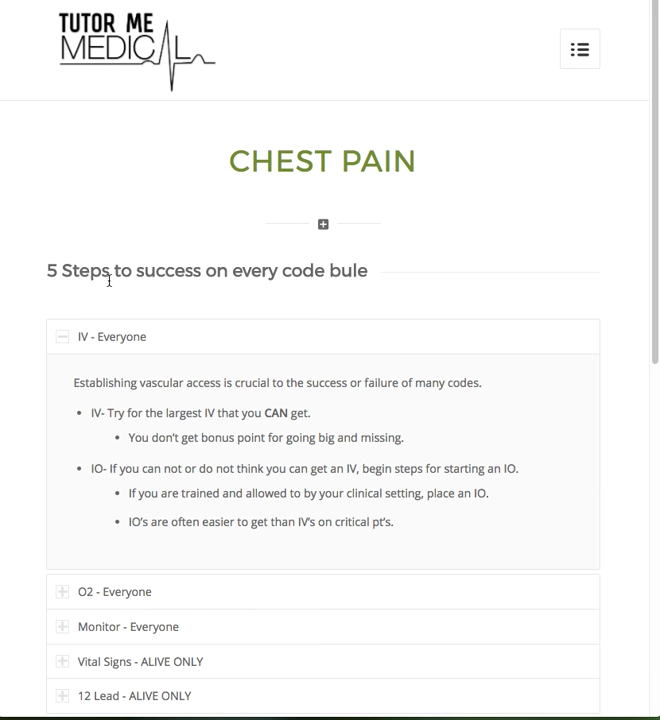 TUTOR ME
MEDICAL
CHEST PAIN
5 Steps to success on every code bule
IV - Everyone
Establishing vascular access is crucial to the success or failure of many codes.
• IV- Try for the largest IV that you CAN get.
• You don't get bonus point for going big and missing.
• IO- If you can not or do not think you can get an IV, begin steps for starting an IO.
• If you are trained and allowed to by your clinical setting, place an IO.
• IO's are often easier to get than IV's on critical pt's.
O2 - Everyone
Monitor - Everyone
Vital Signs - ALIVE ONLY
12 Lead - ALIVE ONLY